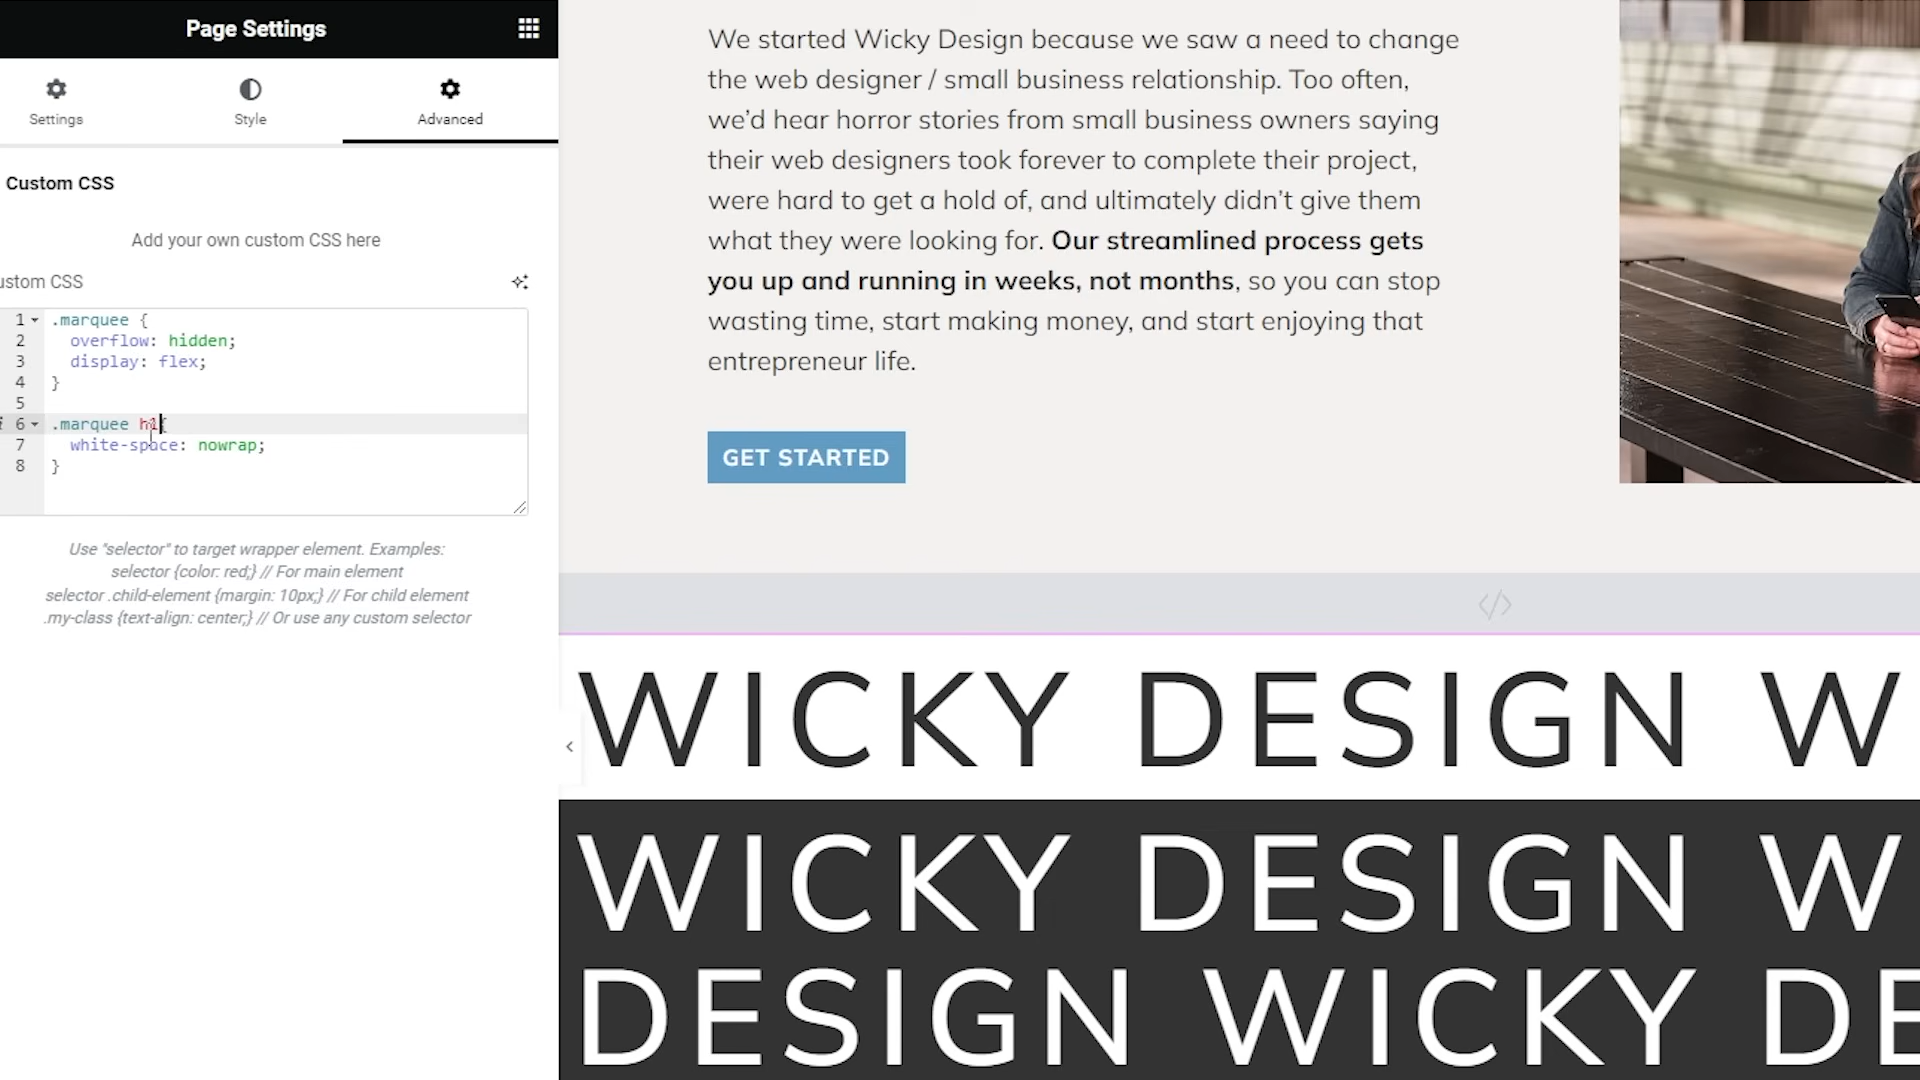 Page Settings
Settings
Style
Advanced
Custom CSS
Add your own custom CSS here
ustom CSS
1 .marquee {
2 overflow: hidden;
3 display: flex;
4 }
5
6 .marquee h1{
7 white-space: nowrap;
8 }
Use "selector" to target wrapper element. Examples:
selector {color: red;} // For main element
selector .child-element {margin: 10px;} // For child element
.my-class {text-align: center;} // Or use any custom selector
We started Wicky Design because we saw a need to change
the web designer / small business relationship. Too often,
we’d hear horror stories from small business owners saying
their web designers took forever to complete their project,
were hard to get a hold of, and ultimately didn’t give them
what they were looking for. Our streamlined process gets
you up and running in weeks, not months, so you can stop
wasting time, start making money, and start enjoying that
entrepreneur life.
GET STARTED
WICKY DESIGN W
WICKY DESIGN W
DESIGN WICKY DE